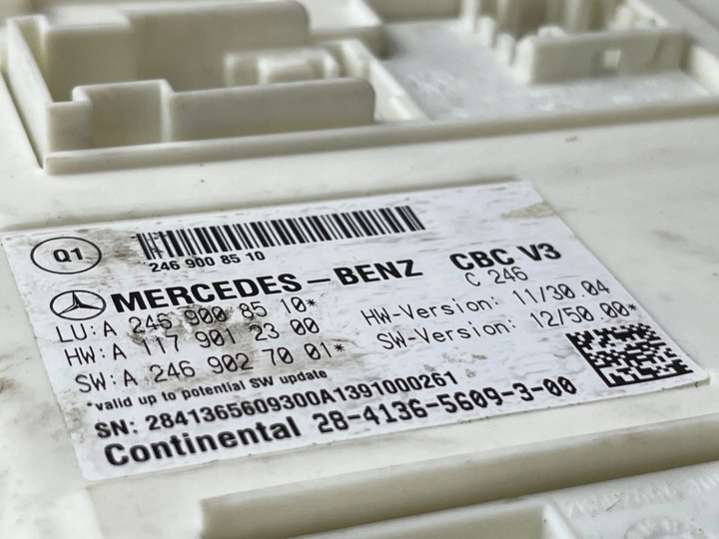 Q1
246 900 85 10
MERCEDES-BENZ CBC V3
C 246
LU: A 246 900 85 10*
HW: A 117 901 23 00
SW: A 246 902 70 01*
HW-Version: 11/30.04
SW-Version: 12/50.00*
*valid up to potential SW update
SN: 2841365609300A1391000261
Continental 28-4136-5609-3-00